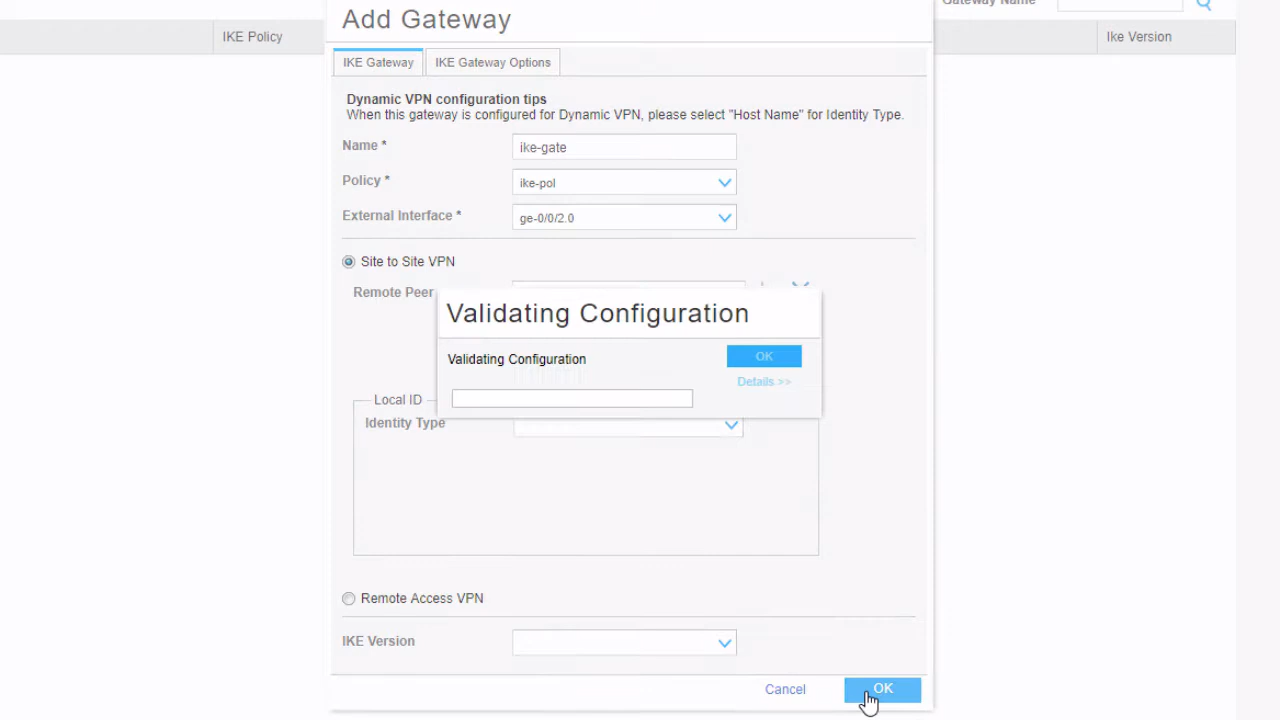 Add Gateway
Gateway Name
IKE Policy
Ike Version
IKE Gateway
IKE Gateway Options
Dynamic VPN configuration tips
When this gateway is configured for Dynamic VPN, please select "Host Name" for Identity Type.
Name *
ike-gate
Policy *
ike-pol
External Interface *
ge-0/0/2.0
Site to Site VPN
Remote Peer
Validating Configuration
Validating Configuration
OK
Details >>
Local ID
Identity Type
Remote Access VPN
IKE Version
Cancel
OK